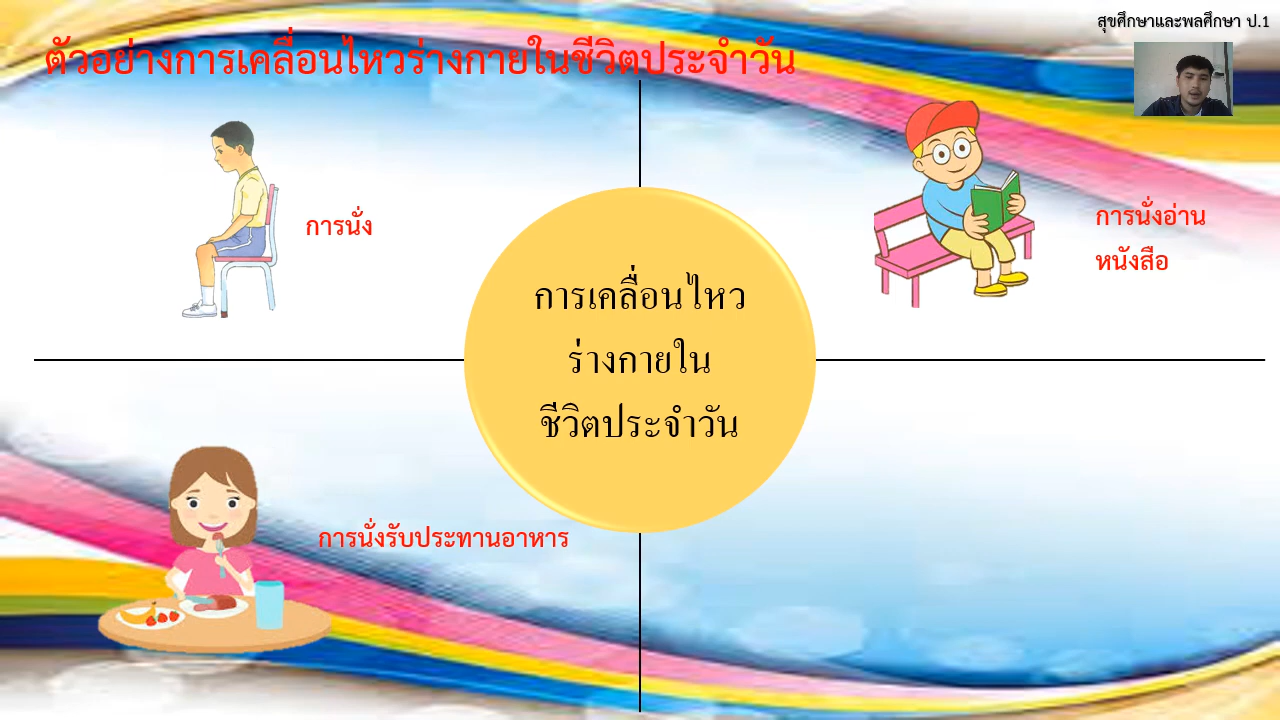 สุขศึกษาและพลศึกษา ป.1
ตัวอย่างการเคลื่อนไหวร่างกายในชีวิตประจำวัน
การนั่ง
การนั่งอ่าน
หนังสือ
การเคลื่อนไหว
ร่างกายใน
ชีวิตประจำวัน
การนั่งรับประทานอาหาร